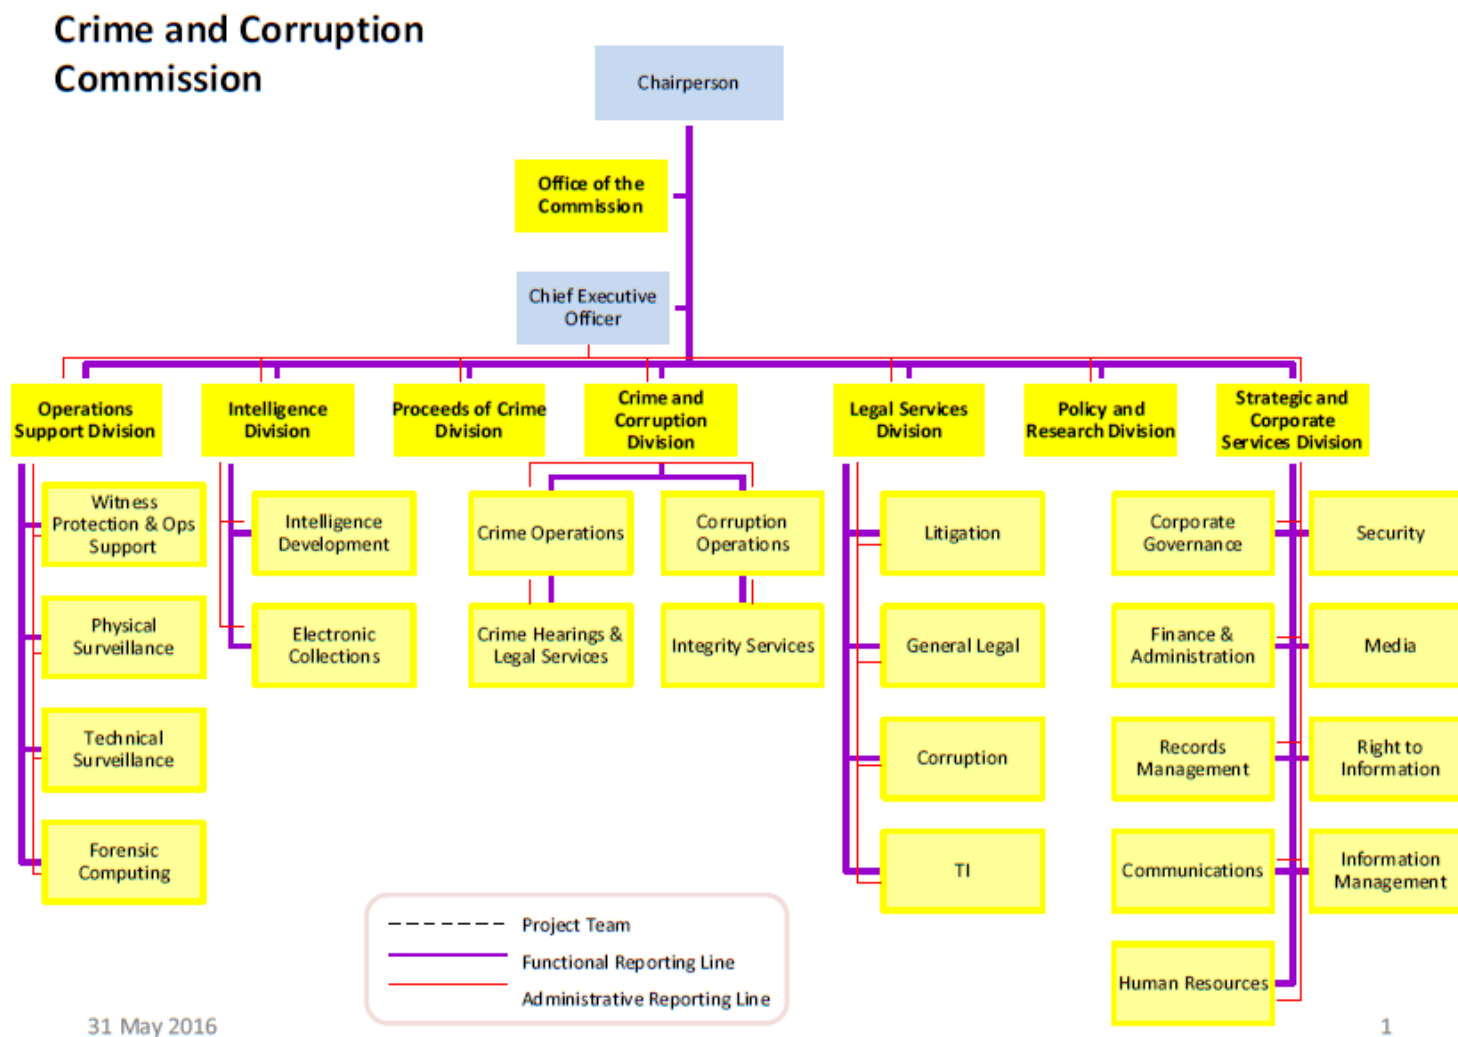 Crime and Corruption
Commission
Chairperson
Office of the
Commission
Chief Executive
Officer
Operations
Support Division
Intelligence
Division
Proceeds of Crime
Division
Crime and
Corruption
Division
Legal Services
Division
Policy and
Research Division
Strategic and
Corporate
Services Division
Witness
Protection & Ops
Support
Physical
Surveillance
Technical
Surveillance
Forensic
Computing
Intelligence
Development
Electronic
Collections
Crime Operations
Crime Hearings &
Legal Services
Corruption
Operations
Integrity Services
Litigation
General Legal
Corruption
TI
Corporate
Governance
Finance &
Administration
Records
Management
Communications
Human Resources
Security
Media
Right to
Information
Information
Management
Project Team
Functional Reporting Line
Administrative Reporting Line
31 May 2016
1